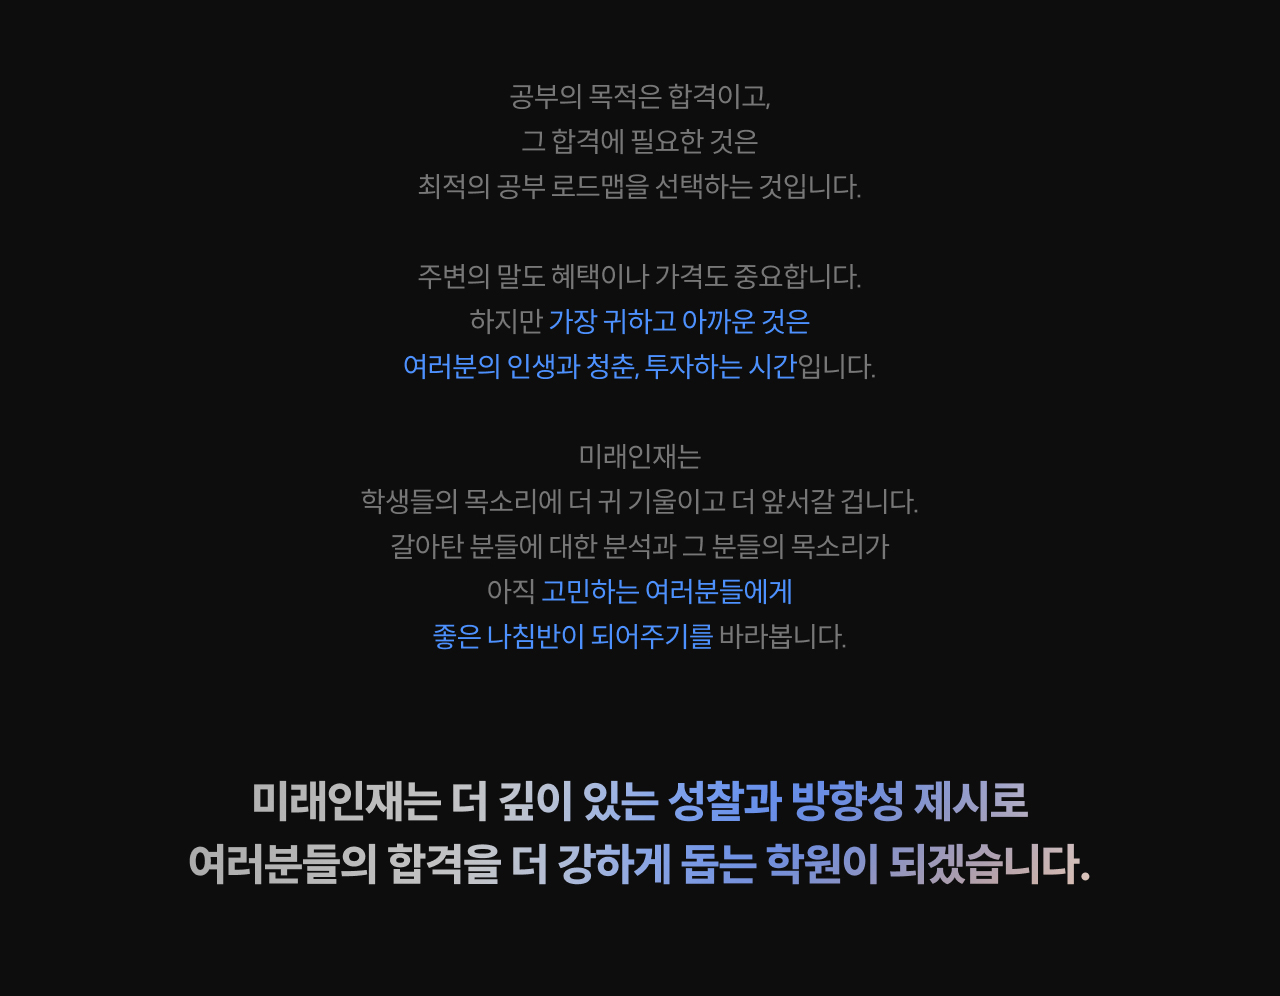 공부의 목적은 합격이고,
그 합격에 필요한 것은
최적의 공부 로드맵을 선택하는 것입니다.
주변의 말도 혜택이나 가격도 중요합니다.
하지만 가장 귀하고 아까운 것은
여러분의 인생과 청춘, 투자하는 시간입니다.
미래인재는
학생들의 목소리에 더 귀 기울이고 더 앞서갈 겁니다.
갈아탄 분들에 대한 분석과 그 분들의 목소리가
아직 고민하는 여러분들에게
좋은 나침반이 되어주기를 바라봅니다.
미래인재는 더 깊이 있는 성찰과 방향성 제시로
여러분들의 합격을 더 강하게 돕는 학원이 되겠습니다.